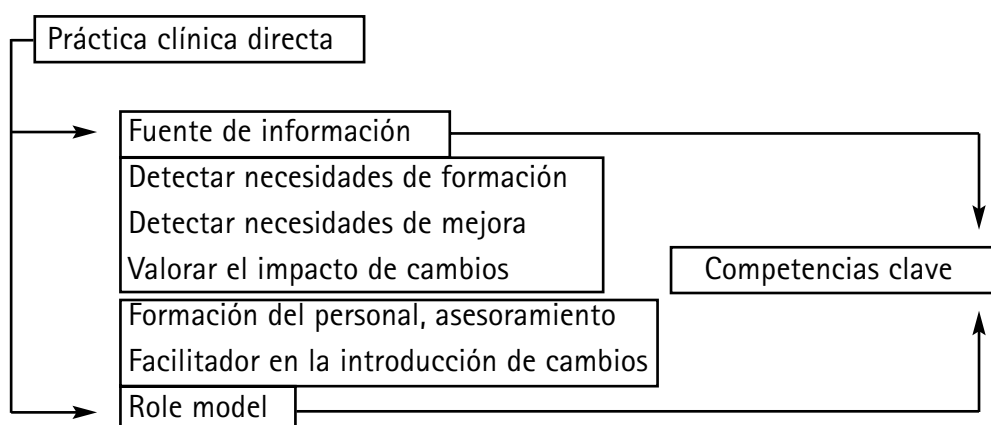 Práctica clínica directa
Fuente de información
Detectar necesidades de formación
Detectar necesidades de mejora
Valorar el impacto de cambios
Competencias clave
Formación del personal, asesoramiento
Facilitador en la introducción de cambios
Role model